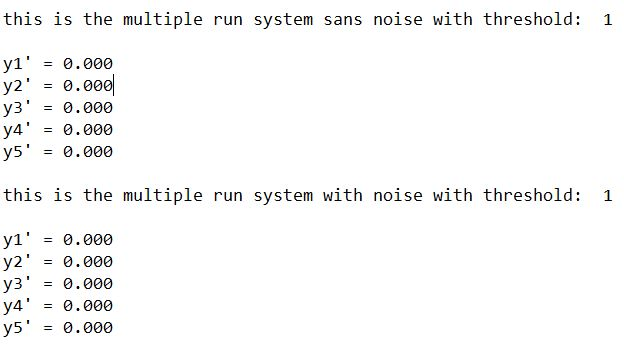 this is the multiple run system sans noise with threshold:  1
y1' = 0.000
y2' = 0.000
y3' = 0.000
y4' = 0.000
y5' = 0.000
this is the multiple run system with noise with threshold:  1
y1' = 0.000
y2' = 0.000
y3' = 0.000
y4' = 0.000
y5' = 0.000